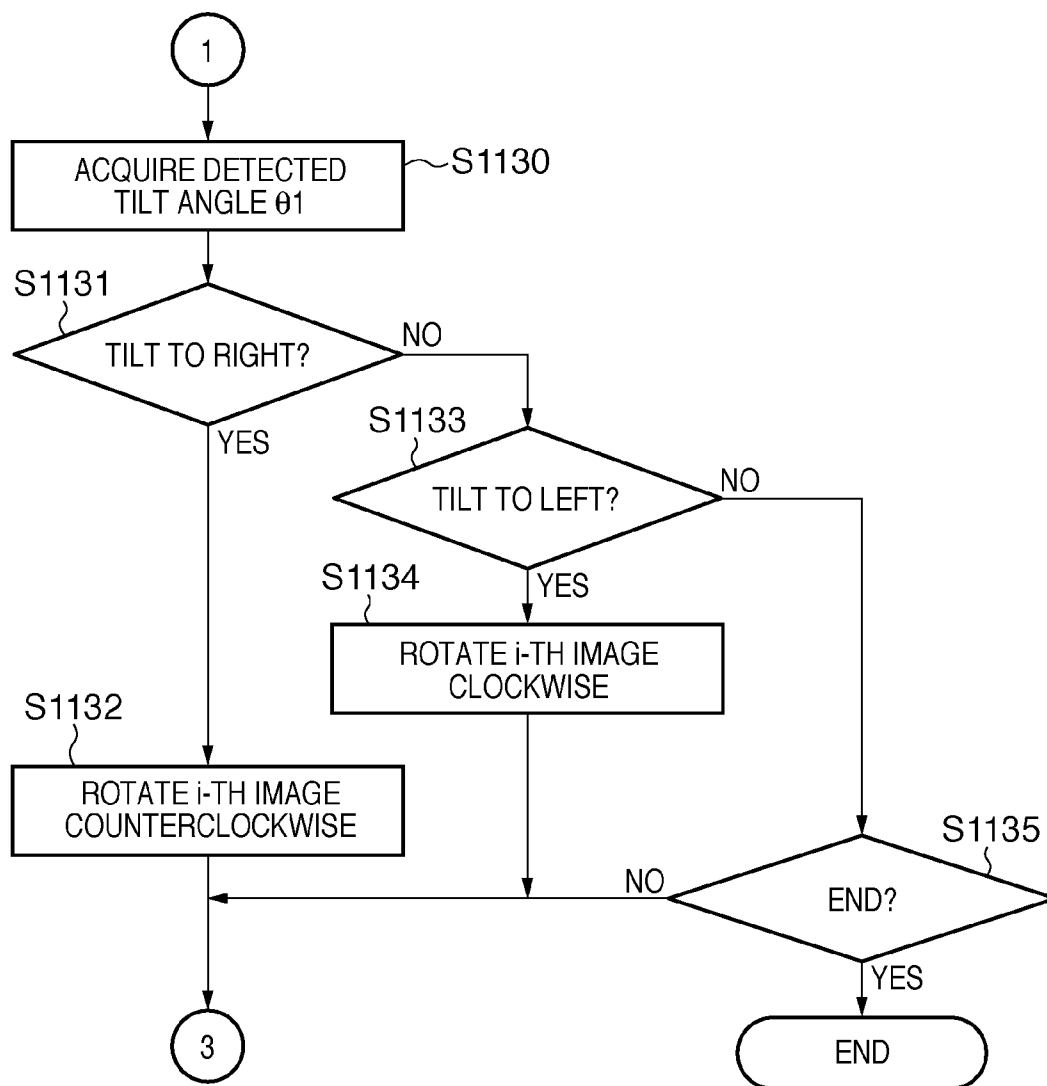 1
ACQUIRE DETECTED
TILT ANGLE θ1
S1130
S1131
TILT TO RIGHT?
NO
YES
S1133
TILT TO LEFT?
NO
YES
S1134
ROTATE i-TH IMAGE
CLOCKWISE
S1132
ROTATE i-TH IMAGE
COUNTERCLOCKWISE
S1135
END?
NO
YES
3
END